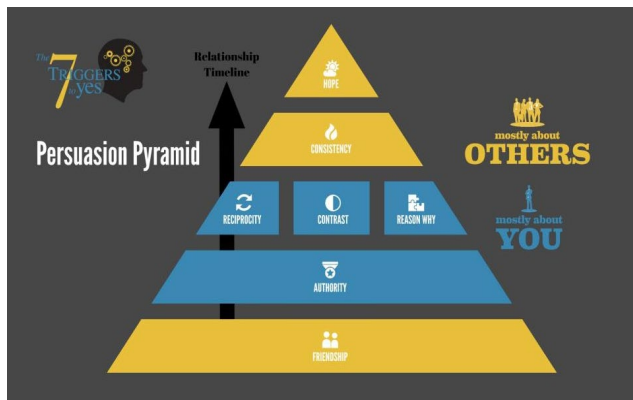 The
7
TRIGGERS
to yes
Relationship
Timeline
Persuasion Pyramid
HOPE
CONSISTENCY
RECIPROCITY
CONTRAST
REASON WHY
AUTHORITY
FRIENDSHIP
mostly about
OTHERS
mostly about
YOU